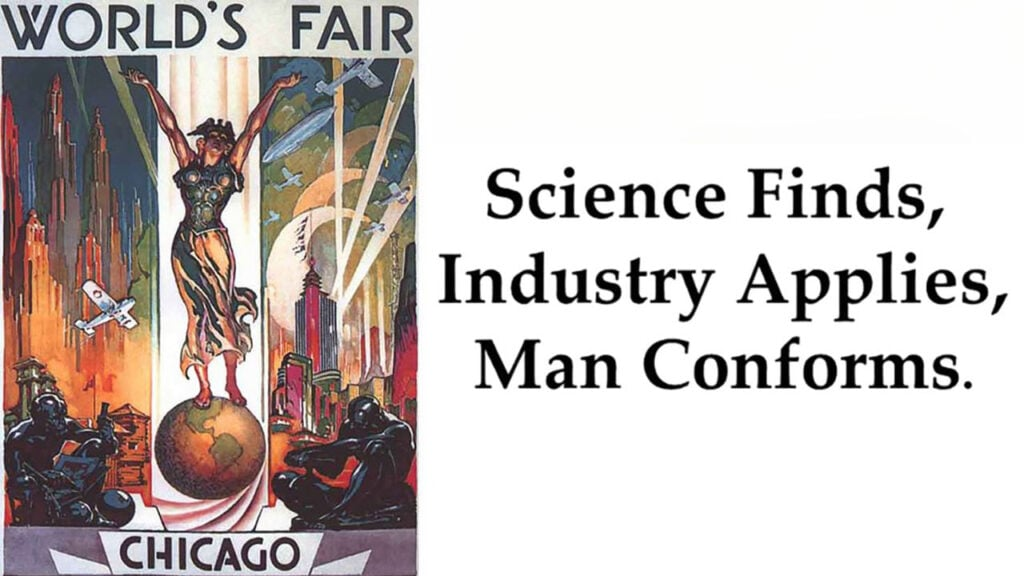 WORLD'S FAIR
CHICAGO
Science Finds,
Industry Applies,
Man Conforms.